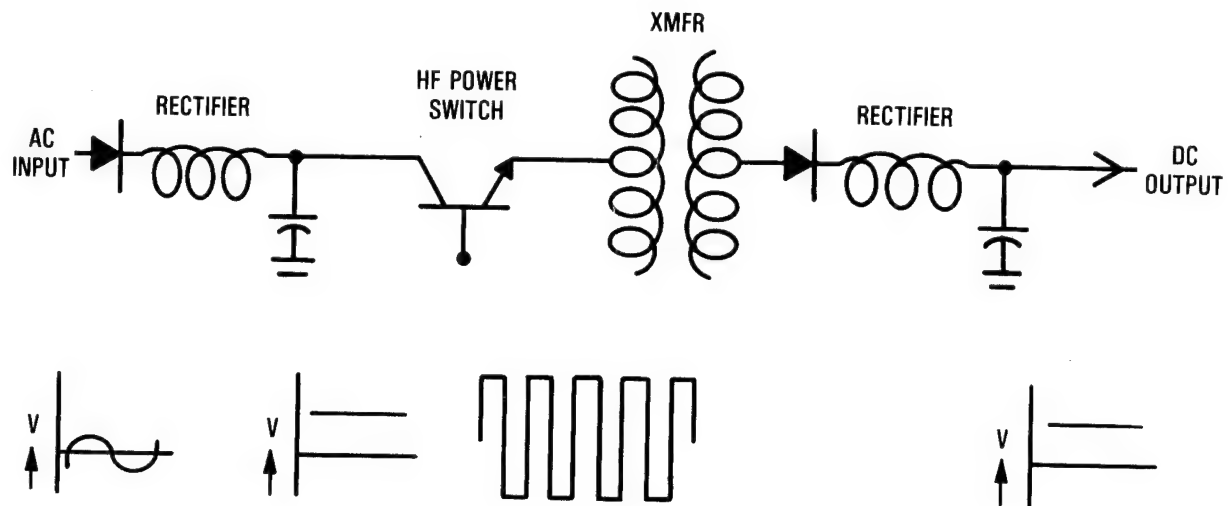 XMFR
HF POWER
SWITCH
RECTIFIER
RECTIFIER
AC
INPUT
DC
OUTPUT
V
V
V